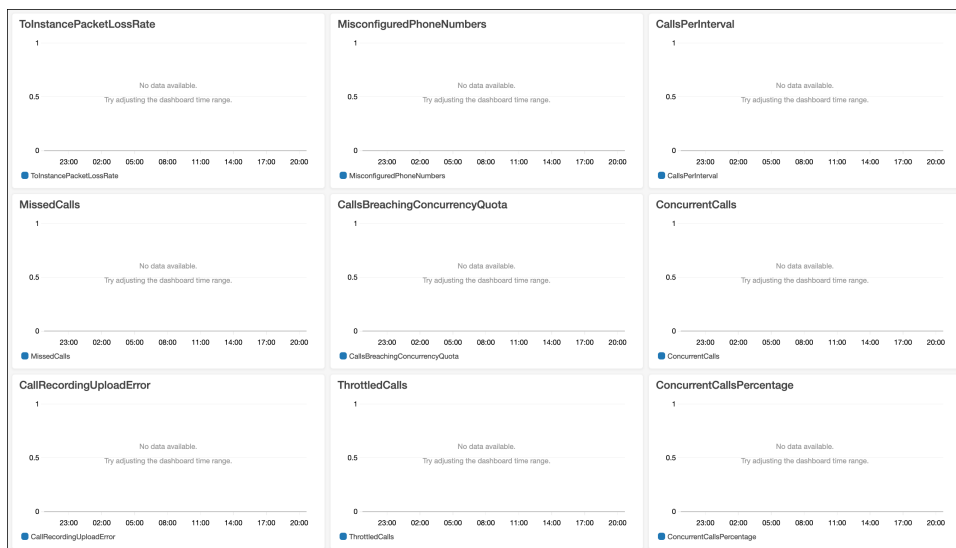 ToInstancePacketLossRate
1
No data available.
Try adjusting the dashboard time range.
0.5
0
23:00 02:00 05:00 08:00 11:00 14:00 17:00 20:00
ToInstancePacketLossRate
MisconfiguredPhoneNumbers
1
No data available.
Try adjusting the dashboard time range.
0.5
0
23:00 02:00 05:00 08:00 11:00 14:00 17:00 20:00
MisconfiguredPhoneNumbers
CallsPerInterval
1
No data available.
Try adjusting the dashboard time range.
0.5
0
23:00 02:00 05:00 08:00 11:00 14:00 17:00 20:00
CallsPerInterval
MissedCalls
1
No data available.
0.5
Try adjusting the dashboard time range.
0
23:00 02:00 05:00 08:00 11:00 14:00 17:00 20:00
MissedCalls
CallsBreachingConcurrencyQuota
1
No data available.
0.5
Try adjusting the dashboard time range.
0
23:00 02:00 05:00 08:00 11:00 14:00 17:00 20:00
CallsBreachingConcurrencyQuota
ConcurrentCalls
1
No data available.
0.5
Try adjusting the dashboard time range.
0
23:00 02:00 05:00 08:00 11:00 14:00 17:00 20:00
ConcurrentCalls
CallRecordingUploadError
1
No data available.
0.5
Try adjusting the dashboard time range.
0
23:00 02:00 05:00 08:00 11:00 14:00 17:00 20:00
CallRecordingUploadError
ThrottledCalls
1
No data available.
0.5
Try adjusting the dashboard time range.
0
23:00 02:00 05:00 08:00 11:00 14:00 17:00 20:00
ThrottledCalls
ConcurrentCallsPercentage
1
No data available.
0.5
Try adjusting the dashboard time range.
0
23:00 02:00 05:00 08:00 11:00 14:00 17:00 20:00
ConcurrentCallsPercentage